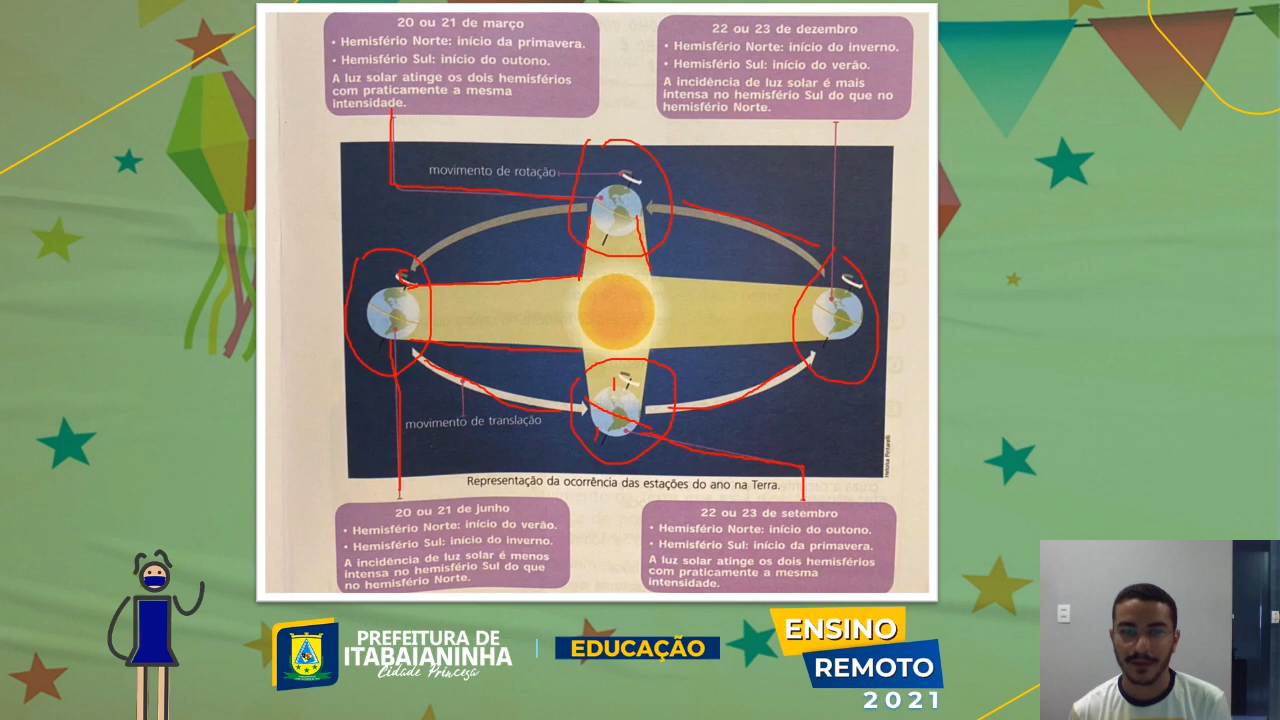 20 ou 21 de março
• Hemisfério Norte: início da primavera.
• Hemisfério Sul: início do outono.
A luz solar atinge os dois hemisférios
com praticamente a mesma
intensidade.
22 ou 23 de dezembro
• Hemisfério Norte: início do inverno.
• Hemisfério Sul: início do verão.
A incidência de luz solar é mais
intensa no hemisfério Sul do que no
hemisfério Norte.
movimento de rotação
movimento de translação
Heloísa Pintarelli
Representação da ocorrência das estações do ano na Terra.
20 ou 21 de junho
• Hemisfério Norte: início do verão.
• Hemisfério Sul: início do inverno.
A incidência de luz solar é menos
intensa no hemisfério Sul do que
no hemisfério Norte.
22 ou 23 de setembro
• Hemisfério Norte: início do outono.
• Hemisfério Sul: início da primavera.
A luz solar atinge os dois hemisférios
com praticamente a mesma
intensidade.
PREFEITURA DE
ITABAIANINHA
Cidade Princesa
EDUCAÇÃO
ENSINO
REMOTO
2021